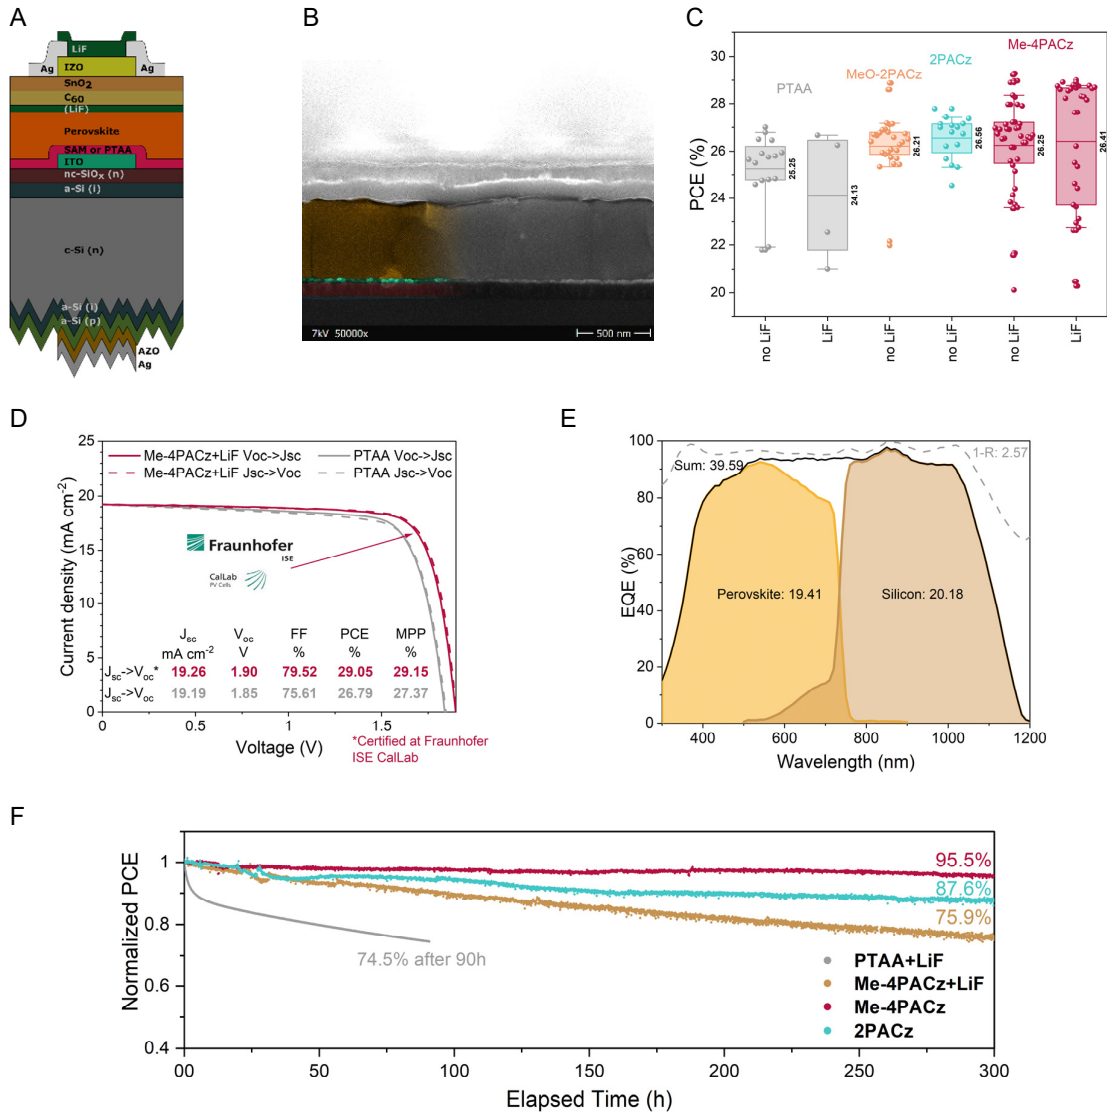 A
LiF
Ag
IZO
Ag
SnO2
C60
(LiF)
Perovskite
SAM or PTAA
ITO
nc-SiOX (n)
a-Si (i)
c-Si (n)
a-Si (i)
a-Si (p)
AZO
Ag
B
7kV 50000x
500 nm
C
PCE (%)
30
28
26
24
22
20
PTAA
MeO-2PACz
2PACz
Me-4PACz
25.25
24.13
26.21
26.56
26.25
26.41
no LiF
LiF
no LiF
no LiF
no LiF
LiF
D
Current density (mA cm-2)
25
20
15
10
5
0
Me-4PACz+LiF Voc->Jsc
PTAA Voc->Jsc
Me-4PACz+LiF Jsc->Voc
PTAA Jsc->Voc
Fraunhofer
ISE
CalLab
PV Cells
Jsc Voc FF PCE MPP
mA cm-2 V % % %
Jsc->Voc* 19.26 1.90 79.52 29.05 29.15
Jsc->Voc 19.19 1.85 75.61 26.79 27.37
0 0.5 1 1.5
Voltage (V)
*Certified at Fraunhofer
ISE CalLab
E
EQE (%)
100
80
60
40
20
0
Sum: 39.59
1-R: 2.57
Perovskite: 19.41
Silicon: 20.18
400 600 800 1000 1200
Wavelength (nm)
F
Normalized PCE
1
0.8
0.6
0.4
95.5%
87.6%
75.9%
74.5% after 90h
PTAA+LiF
Me-4PACz+LiF
Me-4PACz
2PACz
00 50 100 150 200 250 300
Elapsed Time (h)